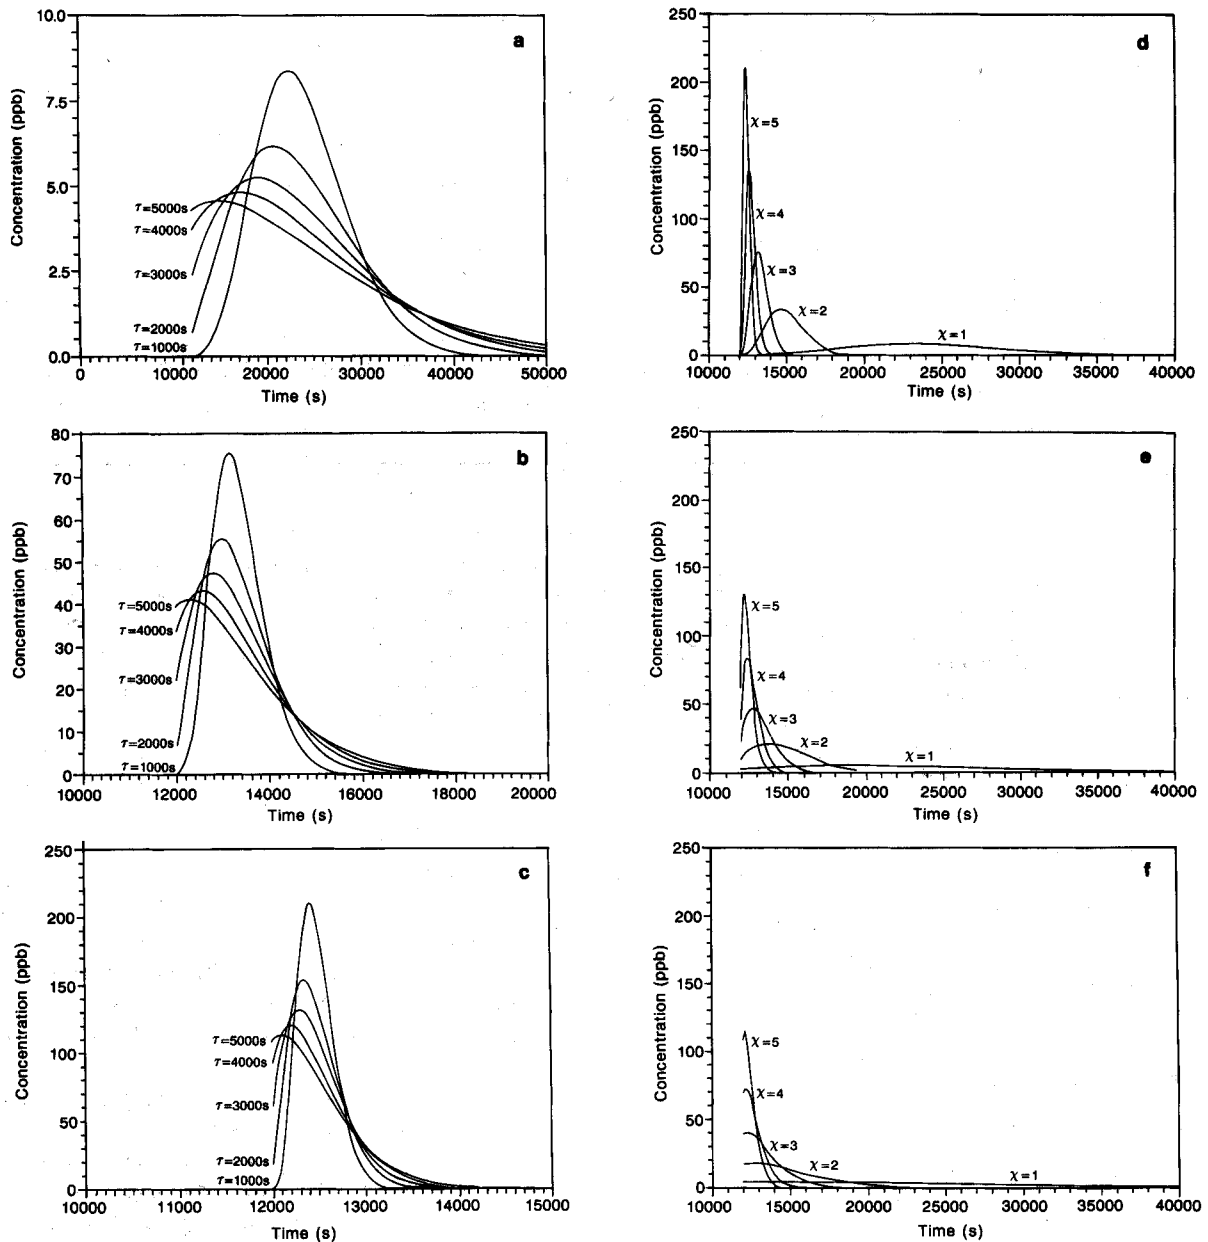 a
Concentration (ppb)
10.0
7.5
5.0
2.5
0.0
τ=5000s
τ=4000s
τ=3000s
τ=2000s
τ=1000s
0 10000 20000 30000 40000 50000
Time (s)
b
Concentration (ppb)
80
70
60
50
40
30
20
10
0
τ=5000s
τ=4000s
τ=3000s
τ=2000s
τ=1000s
10000 12000 14000 16000 18000 20000
Time (s)
c
Concentration (ppb)
250
200
150
100
50
0
τ=5000s
τ=4000s
τ=3000s
τ=2000s
τ=1000s
10000 11000 12000 13000 14000 15000
Time (s)
d
Concentration (ppb)
250
200
150
100
50
0
χ=5
χ=4
χ=3
χ=2
χ=1
10000 15000 20000 25000 30000 35000 40000
Time (s)
e
Concentration (ppb)
250
200
150
100
50
0
χ=5
χ=4
χ=3
χ=2
χ=1
10000 15000 20000 25000 30000 35000 40000
Time (s)
f
Concentration (ppb)
250
200
150
100
50
0
χ=5
χ=4
χ=3
χ=2
χ=1
10000 15000 20000 25000 30000 35000 40000
Time (s)